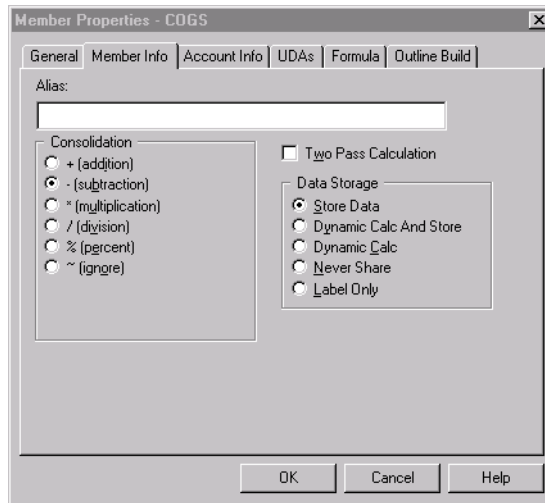 Member Properties - COGS
General Member Info Account Info UDAs Formula Outline Build
Alias:
Consolidation
+ (addition)
- (subtraction)
* (multiplication)
/ (division)
% (percent)
~ (ignore)
Two Pass Calculation
Data Storage
Store Data
Dynamic Calc And Store
Dynamic Calc
Never Share
Label Only
OK Cancel Help